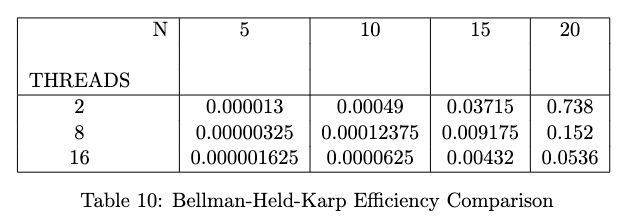 N 5 10 15 20
THREADS
2 0.000013 0.00049 0.03715 0.738
8 0.00000325 0.00012375 0.009175 0.152
16 0.000001625 0.0000625 0.00432 0.0536
Table 10: Bellman-Held-Karp Efficiency Comparison